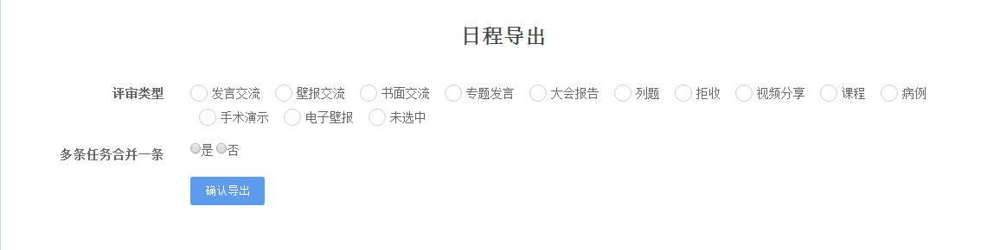 日程导出
评审类型 发言交流 壁报交流 书面交流 专题发言 大会报告 列题 拒收 视频分享 课程 病例
手术演示 电子壁报 未选中
多条任务合并一条 是 否
确认导出